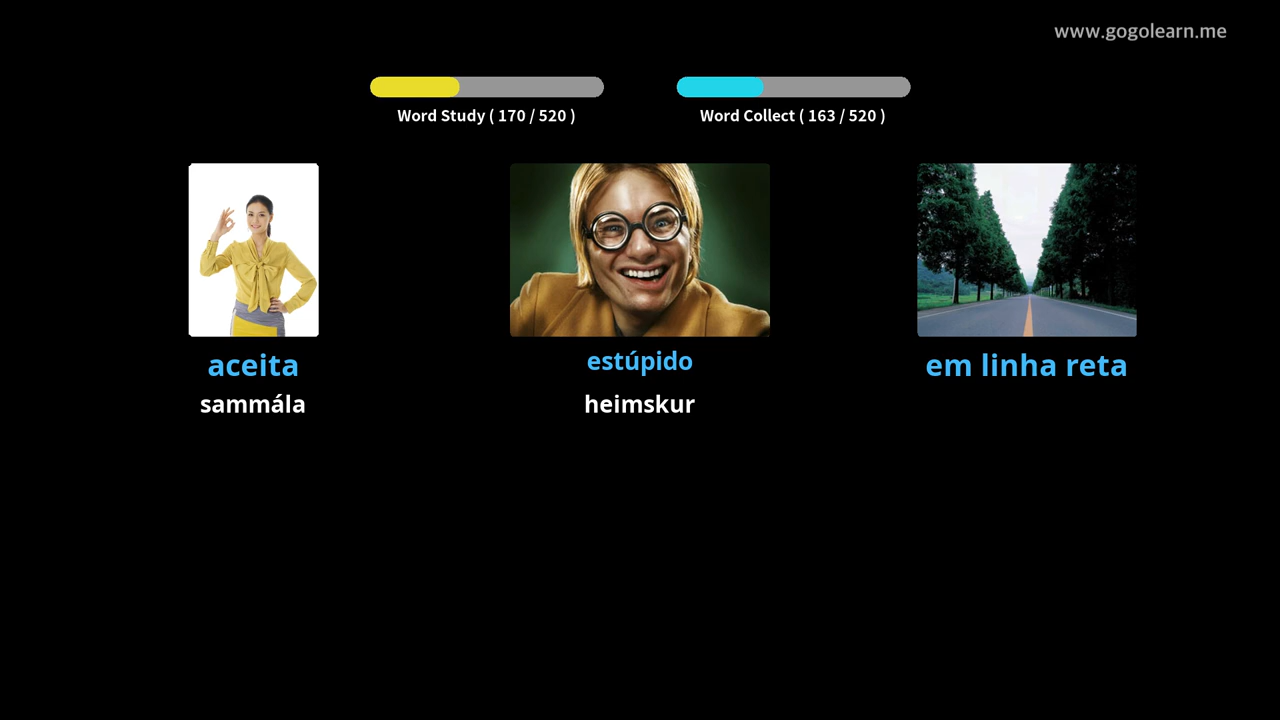 www.gogolearn.me
Word Study ( 170 / 520 )
Word Collect ( 163 / 520 )
aceita
sammála
estúpido
heimskur
em linha reta